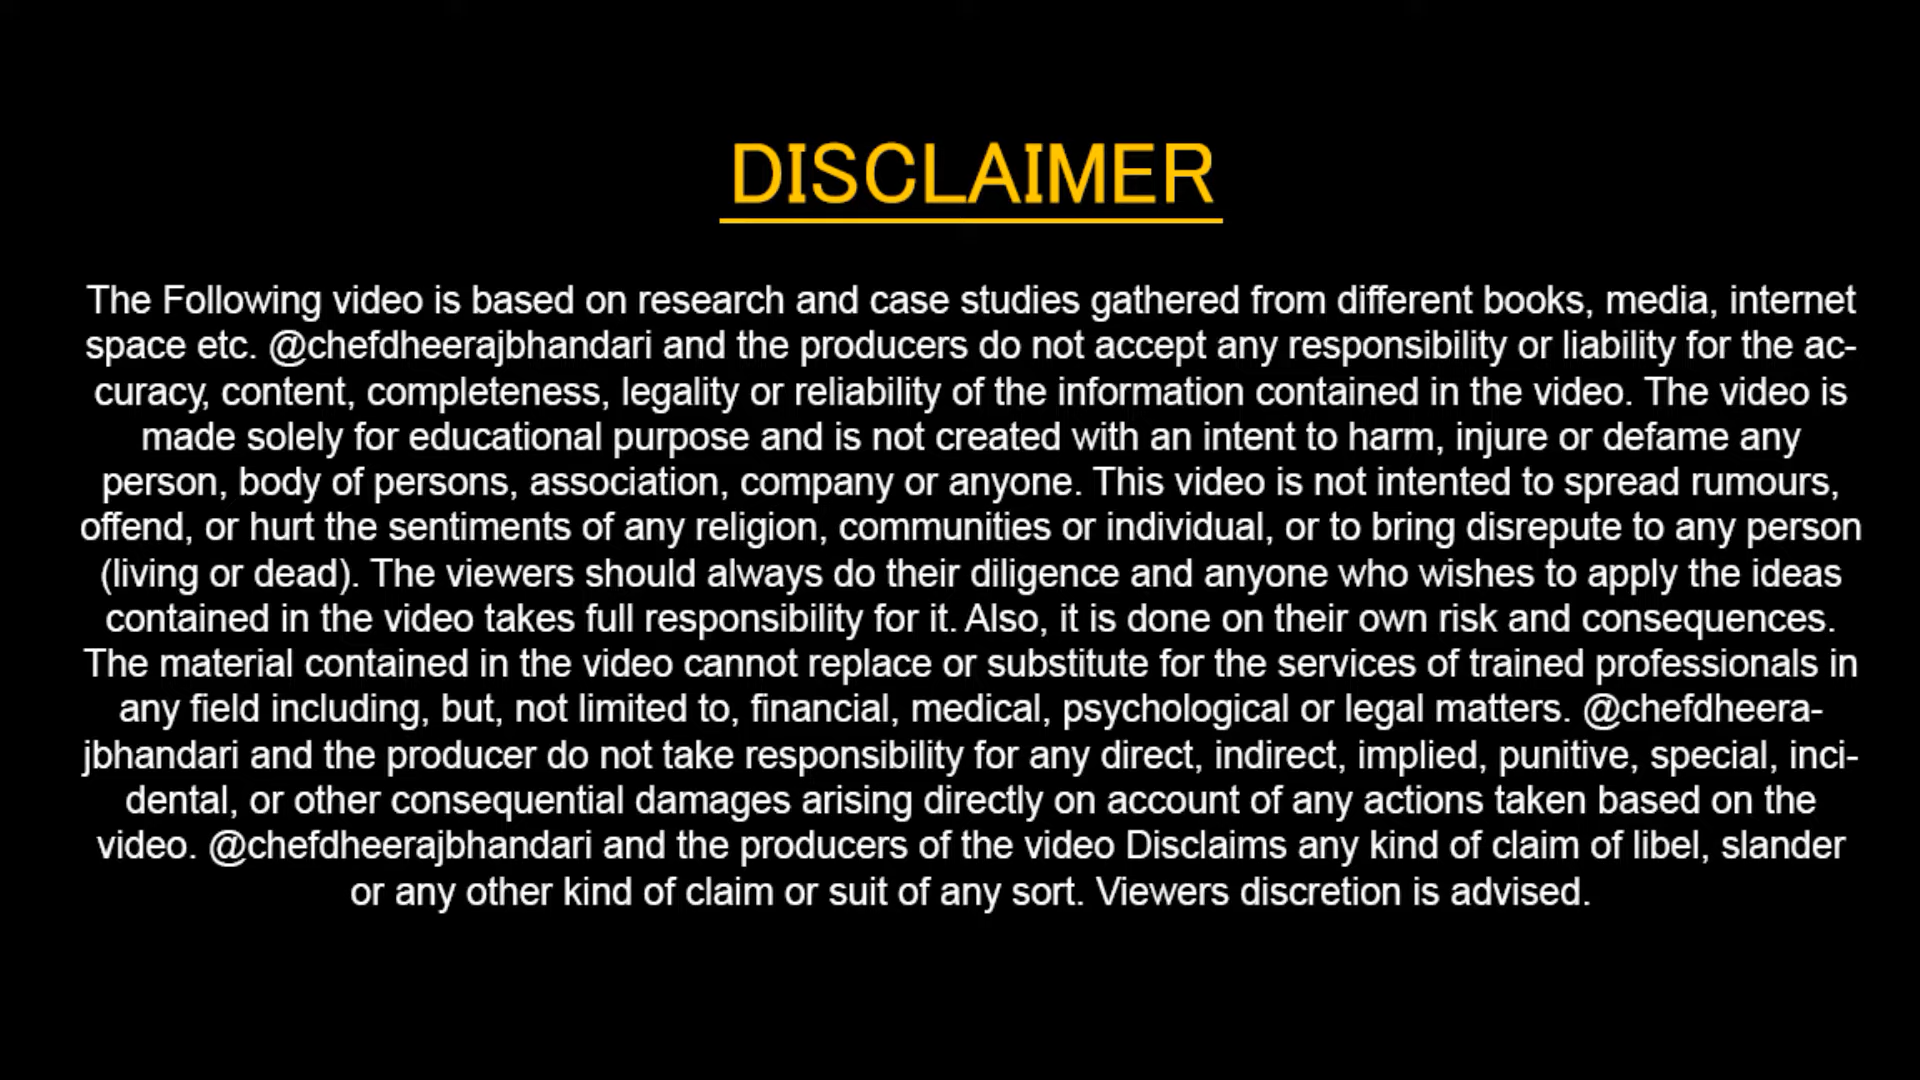 DISCLAIMER
The Following video is based on research and case studies gathered from different books, media, internet
space etc. @chefdheerajbhandari and the producers do not accept any responsibility or liability for the ac-
curacy, content, completeness, legality or reliability of the information contained in the video. The video is
made solely for educational purpose and is not created with an intent to harm, injure or defame any
person, body of persons, association, company or anyone. This video is not intented to spread rumours,
offend, or hurt the sentiments of any religion, communities or individual, or to bring disrepute to any person
(living or dead). The viewers should always do their diligence and anyone who wishes to apply the ideas
contained in the video takes full responsibility for it. Also, it is done on their own risk and consequences.
The material contained in the video cannot replace or substitute for the services of trained professionals in
any field including, but, not limited to, financial, medical, psychological or legal matters. @chefdheera-
jbhandari and the producer do not take responsibility for any direct, indirect, implied, punitive, special, inci-
dental, or other consequential damages arising directly on account of any actions taken based on the
video. @chefdheerajbhandari and the producers of the video Disclaims any kind of claim of libel, slander
or any other kind of claim or suit of any sort. Viewers discretion is advised.